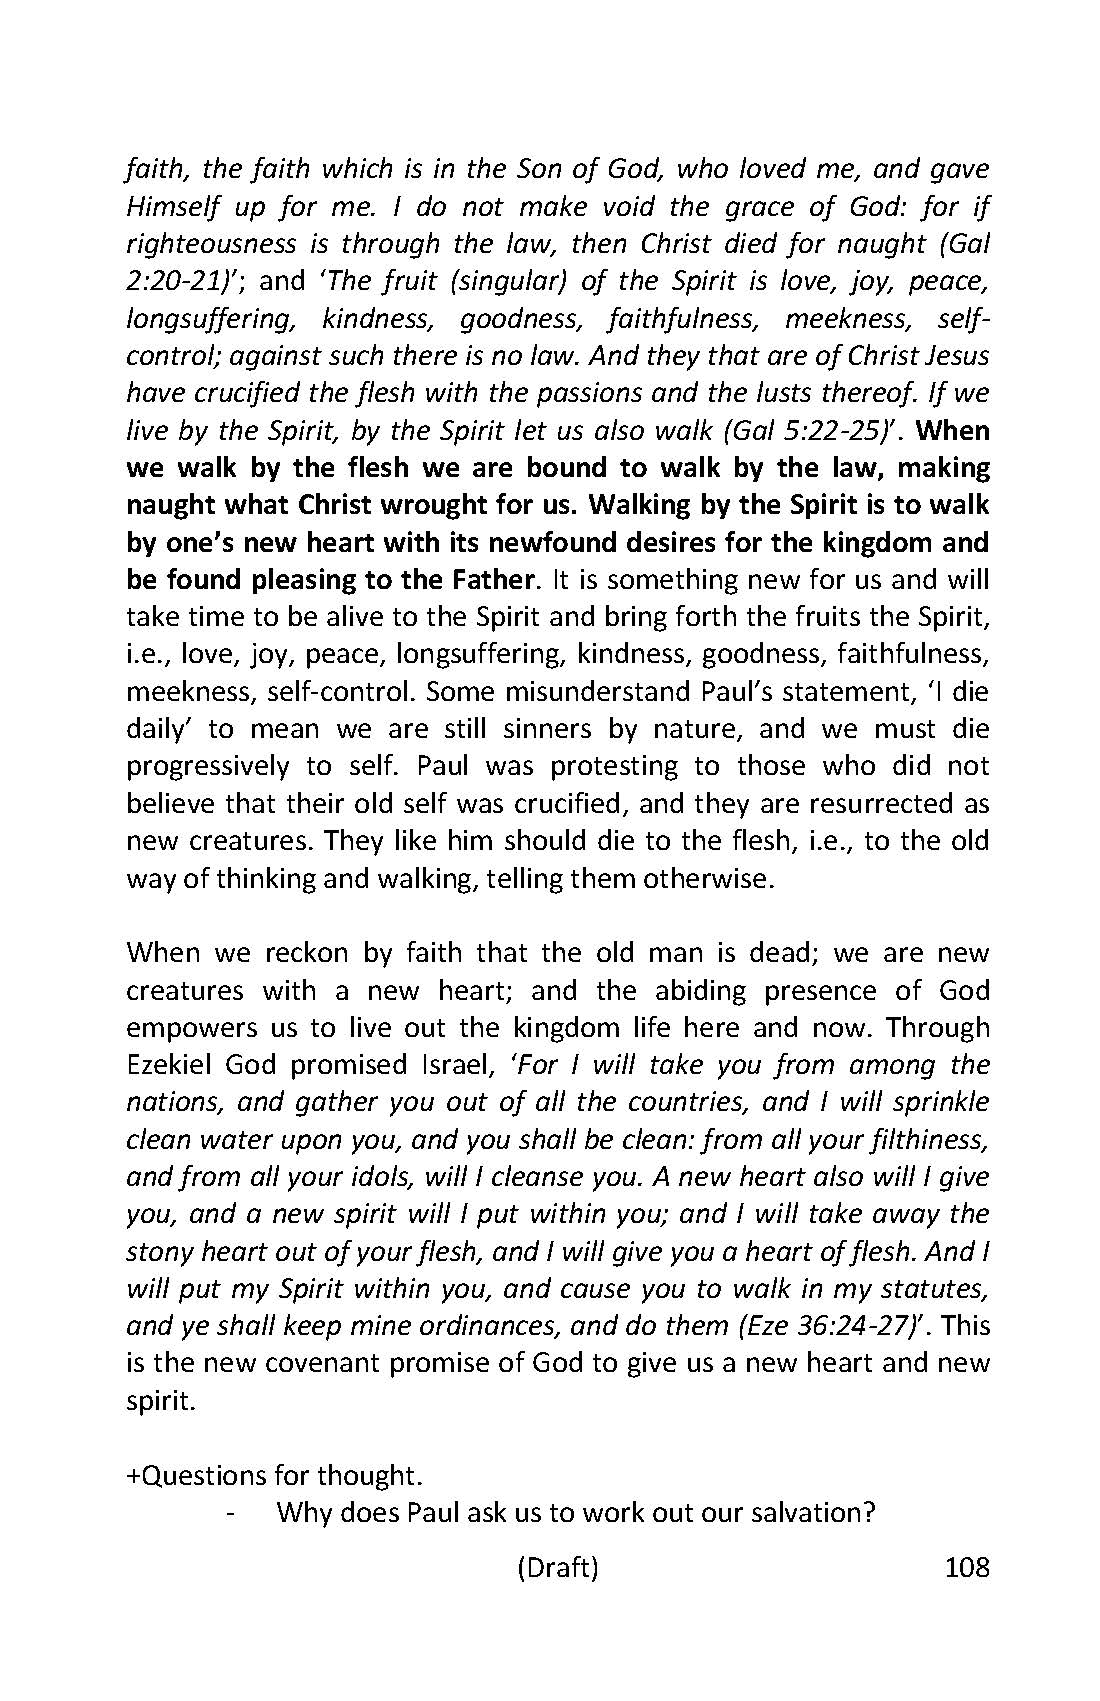 faith, the faith which is in the Son of God, who loved me, and gave
Himself up for me. I do not make void the grace of God: for if
righteousness is through the law, then Christ died for naught (Gal
2:20-21)’; and ‘The fruit (singular) of the Spirit is love, joy, peace,
longsuffering, kindness, goodness, faithfulness, meekness, self-
control; against such there is no law. And they that are of Christ Jesus
have crucified the flesh with the passions and the lusts thereof. If we
live by the Spirit, by the Spirit let us also walk (Gal 5:22-25)’. When
we walk by the flesh we are bound to walk by the law, making
naught what Christ wrought for us. Walking by the Spirit is to walk
by one’s new heart with its newfound desires for the kingdom and
be found pleasing to the Father. It is something new for us and will
take time to be alive to the Spirit and bring forth the fruits the Spirit,
i.e., love, joy, peace, longsuffering, kindness, goodness, faithfulness,
meekness, self-control. Some misunderstand Paul’s statement, ‘I die
daily’ to mean we are still sinners by nature, and we must die
progressively to self. Paul was protesting to those who did not
believe that their old self was crucified, and they are resurrected as
new creatures. They like him should die to the flesh, i.e., to the old
way of thinking and walking, telling them otherwise.
When we reckon by faith that the old man is dead; we are new
creatures with a new heart; and the abiding presence of God
empowers us to live out the kingdom life here and now. Through
Ezekiel God promised Israel, ‘For I will take you from among the
nations, and gather you out of all the countries, and I will sprinkle
clean water upon you, and you shall be clean: from all your filthiness,
and from all your idols, will I cleanse you. A new heart also will I give
you, and a new spirit will I put within you; and I will take away the
stony heart out of your flesh, and I will give you a heart of flesh. And I
will put my Spirit within you, and cause you to walk in my statutes,
and ye shall keep mine ordinances, and do them (Eze 36:24-27)’. This
is the new covenant promise of God to give us a new heart and new
spirit.
+Questions for thought.
- Why does Paul ask us to work out our salvation?
(Draft) 108